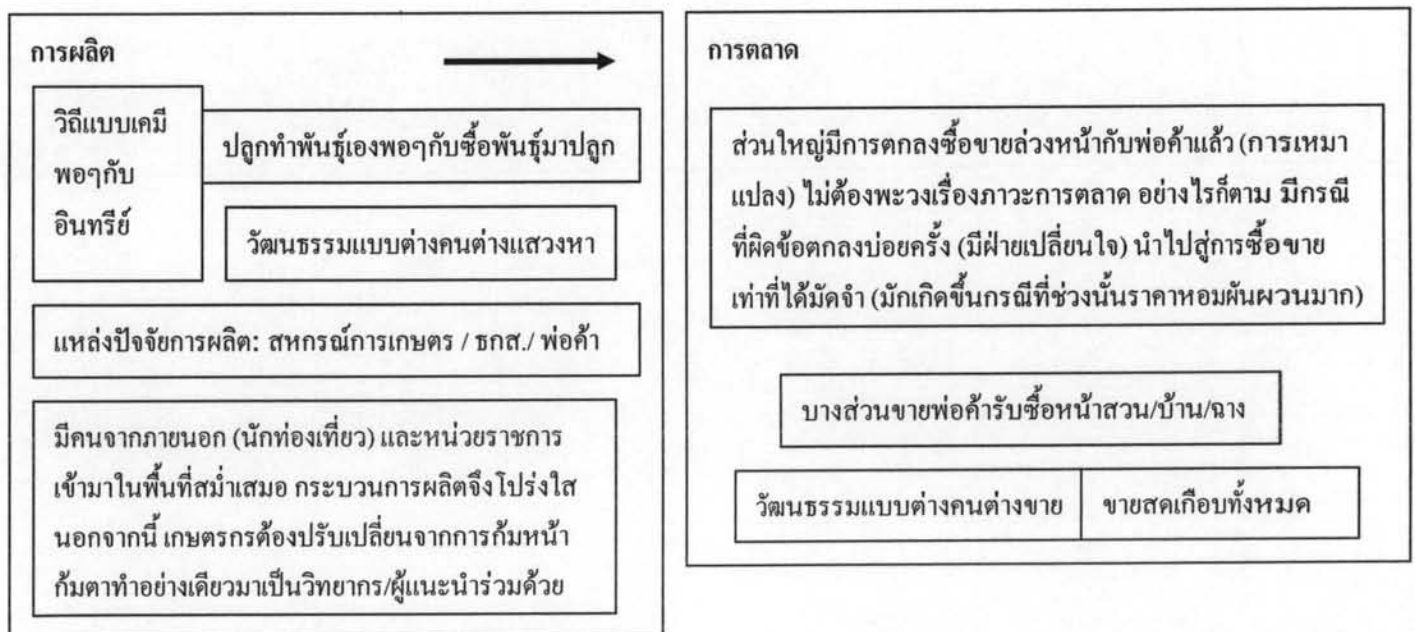 การผลิต
วิถีแบบเคมี
พอๆกับ
อินทรีย์
ปลูกทำพันธุ์เองพอๆกับซื้อพันธุ์มาปลูก
วัฒนธรรมแบบต่างคนต่างแสวงหา
แหล่งปัจจัยการผลิต: สหกรณ์การเกษตร / ธกส./ พ่อค้า
มีคนจากภายนอก (นักท่องเที่ยว) และหน่วยราชการ
เข้ามาในพื้นที่สม่ำเสมอ กระบวนการผลิตจึงโปร่งใส
นอกจากนี้ เกษตรกรต้องปรับเปลี่ยนจากการก้มหน้า
ก้มตาทำอย่างเดียวมาเป็นวิทยากร/ผู้แนะนำร่วมด้วย
การตลาด
ส่วนใหญ่มีการตกลงซื้อขายล่วงหน้ากับพ่อค้าแล้ว (การเหมา
แปลง) ไม่ต้องพะวงเรื่องภาวะการตลาด อย่างไรก็ตาม มีกรณี
ที่ผิดข้อตกลงบ่อยครั้ง (มีฝ่ายเปลี่ยนใจ) นำไปสู่การซื้อขาย
เท่าที่ได้มัดจำ (มักเกิดขึ้นกรณีที่ช่วงนั้นราคาหอมผันผวนมาก)
บางส่วนขายพ่อค้ารับซื้อหน้าสวน/บ้าน/ฉาง
วัฒนธรรมแบบต่างคนต่างขาย
ขายสดเกือบทั้งหมด